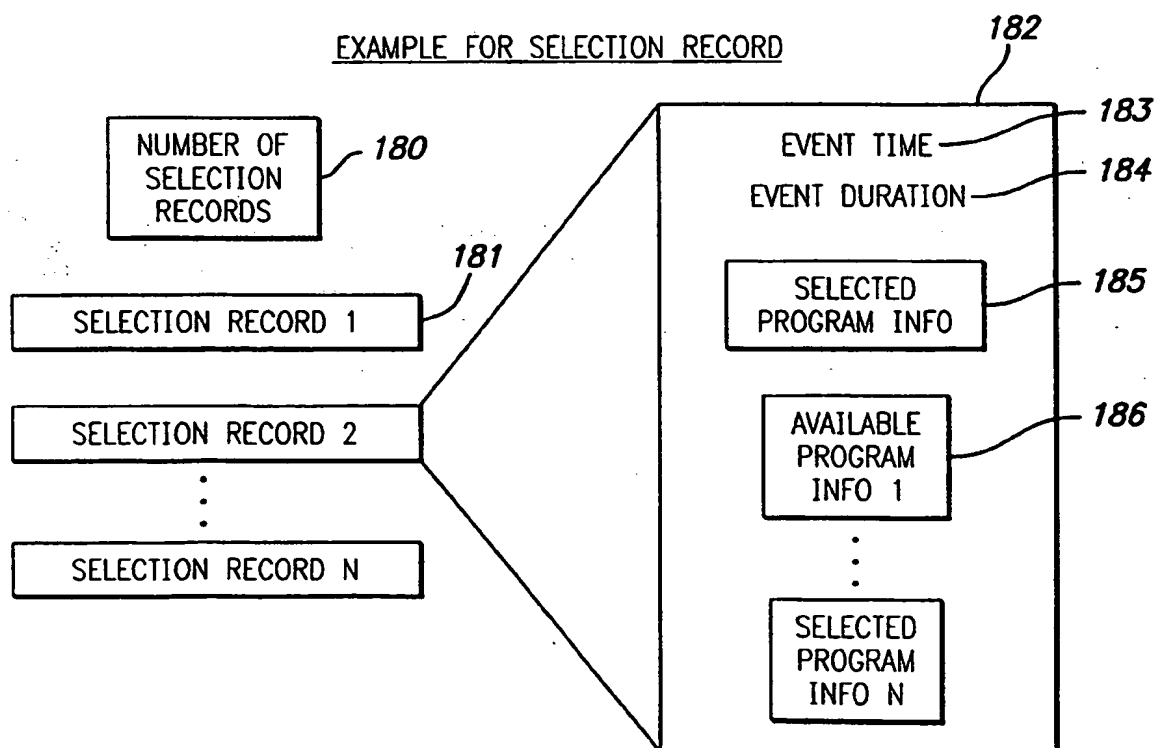 EXAMPLE FOR SELECTION RECORD
182
NUMBER OF
SELECTION
RECORDS
180
181
SELECTION RECORD 1
SELECTION RECORD 2
SELECTION RECORD N
EVENT TIME
183
EVENT DURATION
184
SELECTED
PROGRAM INFO
185
AVAILABLE
PROGRAM
INFO 1
186
SELECTED
PROGRAM
INFO N